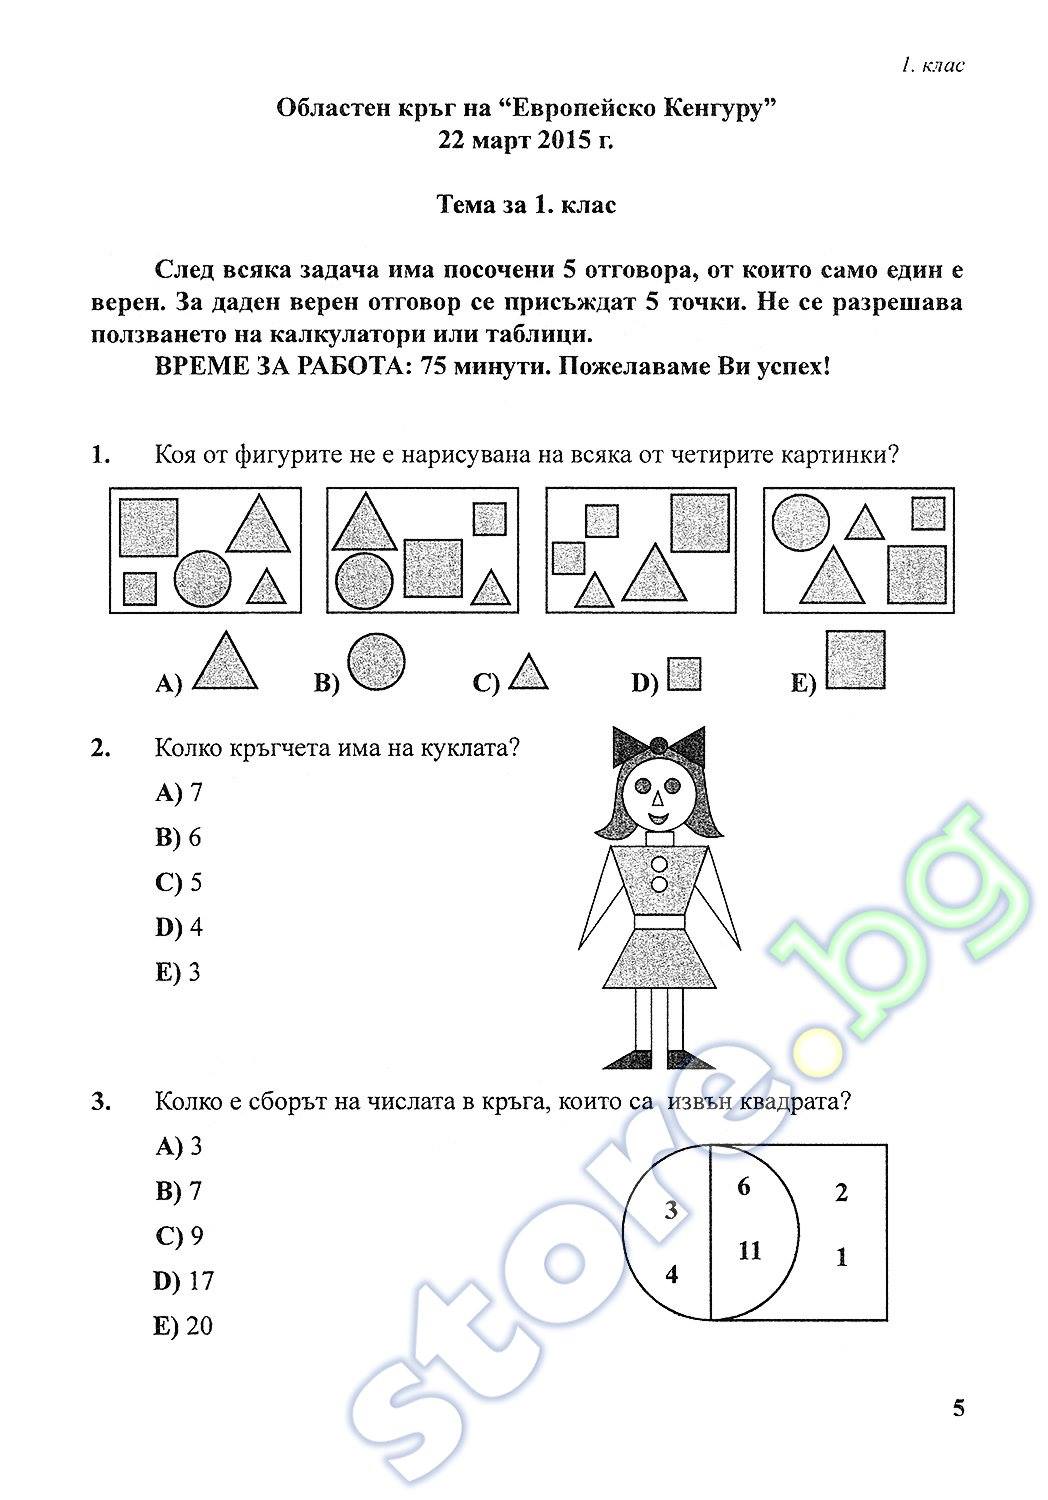 1. клас
Областен кръг на “Европейско Кенгуру”
22 март 2015 г.
Тема за 1. клас
След всяка задача има посочени 5 отговора, от които само един е
верен. За даден верен отговор се присъждат 5 точки. Не се разрешава
ползването на калкулатори или таблици.
ВРЕМЕ ЗА РАБОТА: 75 минути. Пожелаваме Ви успех!
1. Коя от фигурите не е нарисувана на всяка от четирите картинки?
A) B) C) D) E)
2. Колко кръгчета има на куклата?
A) 7
B) 6
C) 5
D) 4
E) 3
3. Колко е сборът на числата в кръга, които са извън квадрата?
A) 3
B) 7
C) 9
D) 17
E) 20
6 2
3
11 1
4
store.bg
5